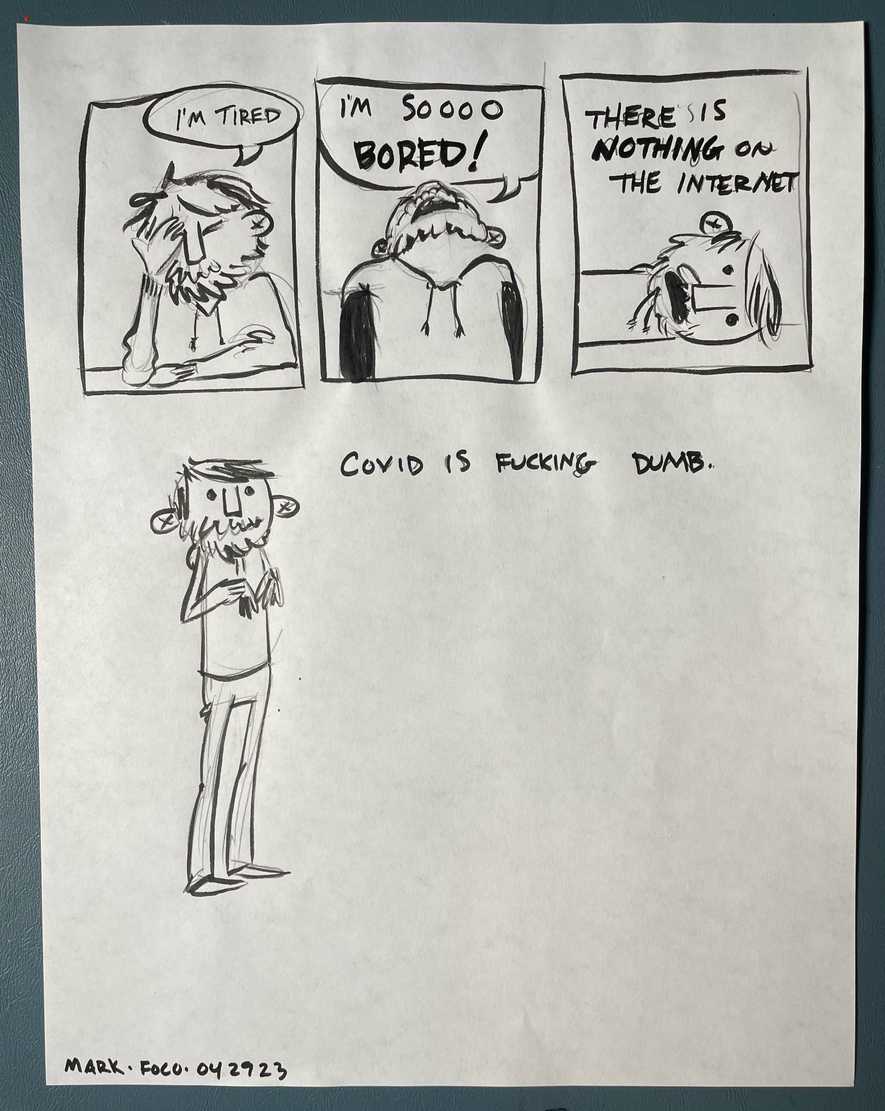 I'M TIRED
I'M SOOOO
BORED!
THERE IS
NOTHING ON
THE INTERNET
COVID IS FUCKING DUMB.
MARK. FOCO. 042923